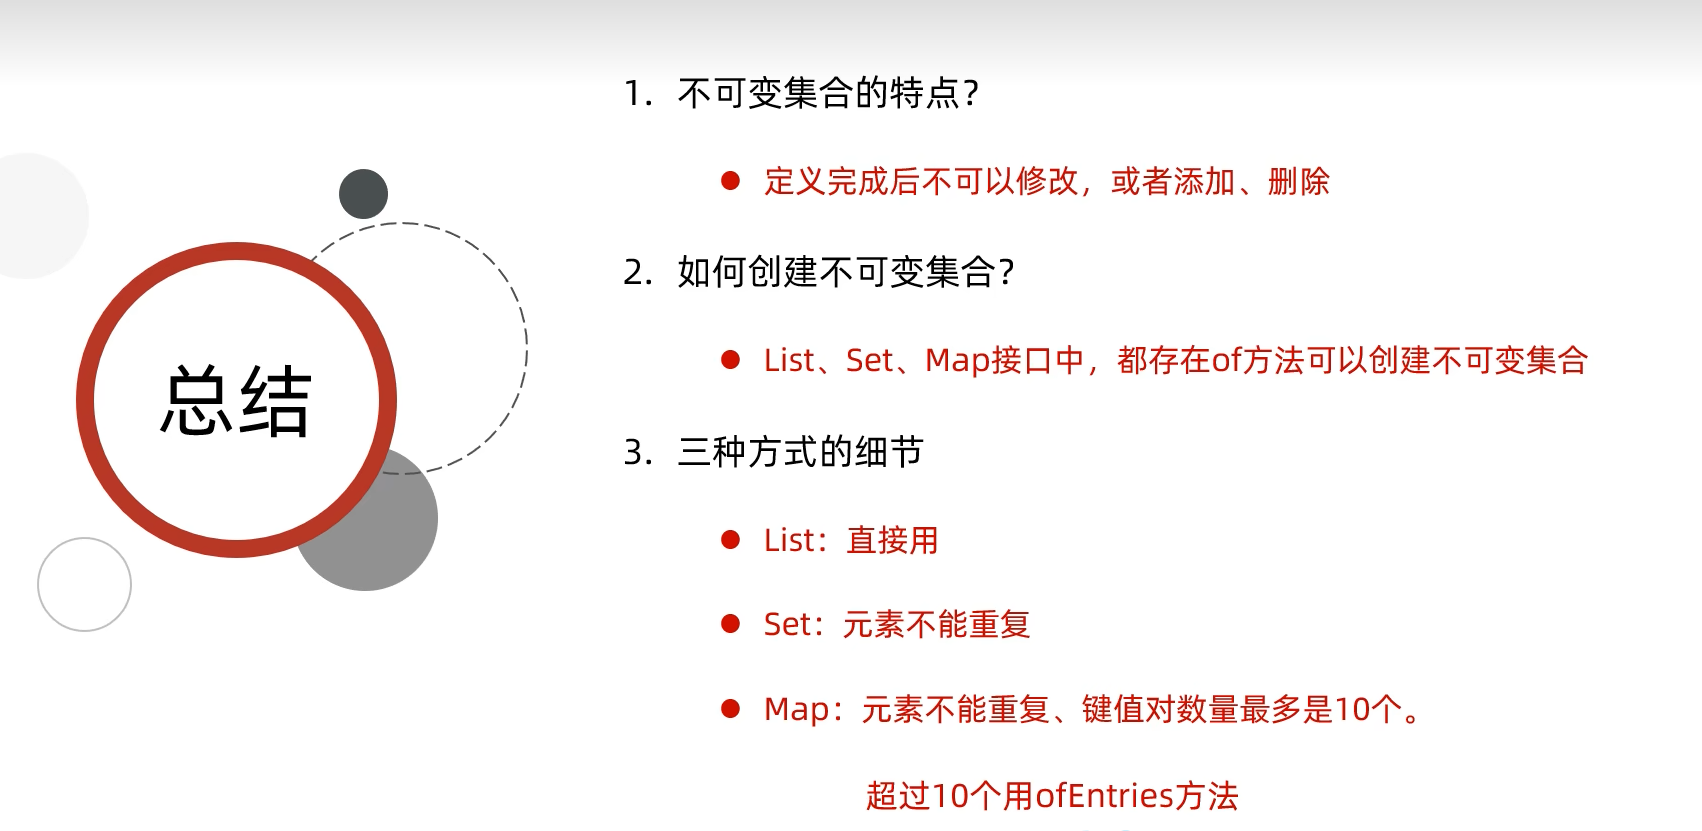 总结
1. 不可变集合的特点？
● 定义完成后不可以修改，或者添加、删除
2. 如何创建不可变集合？
● List、Set、Map接口中，都存在of方法可以创建不可变集合
3. 三种方式的细节
● List：直接用
● Set：元素不能重复
● Map：元素不能重复、键值对数量最多是10个。
超过10个用ofEntries方法